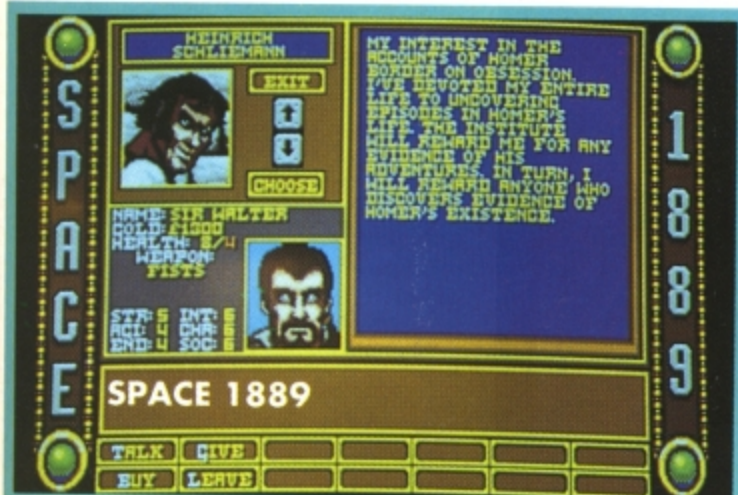 SPACE
HEINRICH
SCHLIEMANN
EXIT
CHOOSE
MY INTEREST IN THE
ACCOUNTS OF HOMER
BORDER ON OBSESSION.
I'VE DEVOTED MY ENTIRE
LIFE TO UNCOVERING
EPISODES IN HOMER'S
LIFE. THE INSTITUTE
WILL REWARD ME FOR ANY
EVIDENCE OF HIS
ADVENTURES. IN TURN, I
WILL REWARD ANYONE WHO
DISCOVERS EVIDENCE OF
HOMER'S EXISTENCE.
NAME: SIR WALTER
GOLD: £1300
HEALTH: 8/4
WEAPON:
FISTS
STR: 5 INT: 6
AGI: 4 CHA: 6
END: 4 SOC: 6
SPACE 1889
TALK GIVE
BUY LEAVE
1889